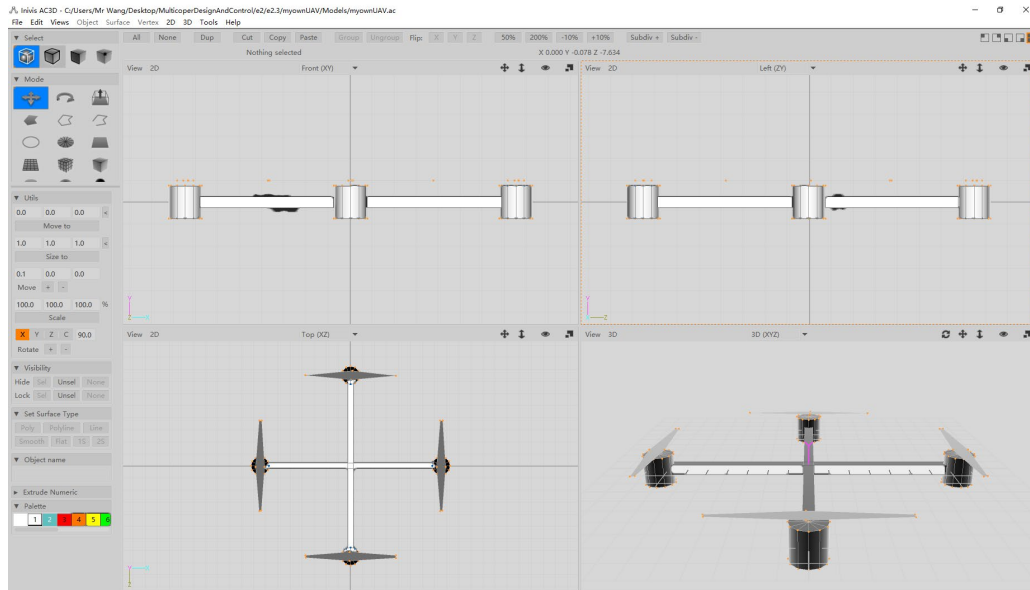 Inivis AC3D - C:/Users/Mr Wang/Desktop/MulticoperDesignAndControl/e2/e2.3/myownUAV/Models/myownUAV.ac
File Edit Views Object Surface Vertex 2D 3D Tools Help
Select All None Dup Cut Copy Paste Group Ungroup Flip: X Y Z 50% 200% -10% +10% Subdiv + Subdiv -
Nothing selected X 0.000 Y -0.078 Z -7.634
View 2D Front (XY) View 2D Left (ZY)
Mode
Utils
0.0 0.0 0.0 <
Move to
1.0 1.0 1.0 <
Size to
0.1 0.0 0.0
Move + -
100.0 100.0 100.0 %
Scale
X Y Z C 90.0
View 2D Top (XZ) View 3D 3D (XYZ)
Rotate + -
Visibility
Hide Sel Unsel None
Lock Sel Unsel None
Set Surface Type
Poly Polyline Line
Smooth Flat 1S 2S
Object name
Extrude Numeric
Palette
1 2 3 4 5 6